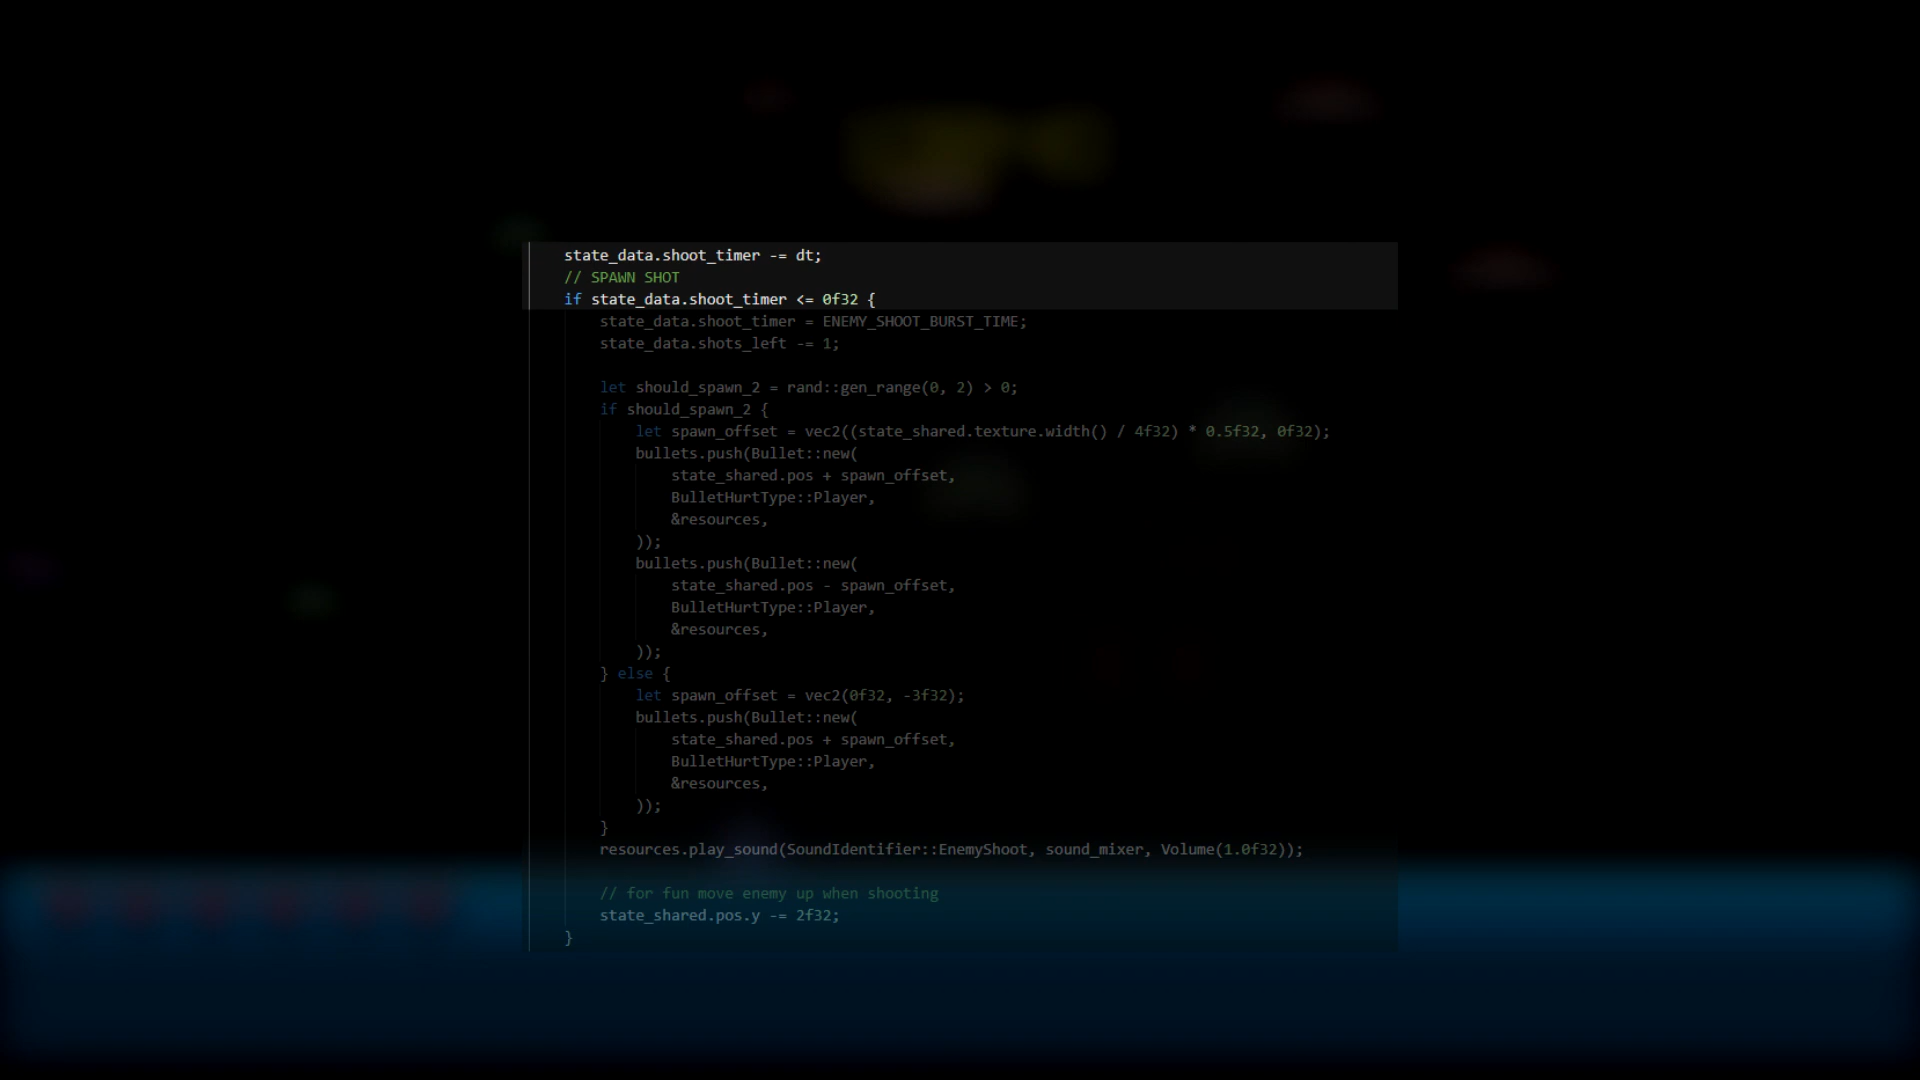 state_data.shoot_timer -= dt;
// SPAWN SHOT
if state_data.shoot_timer <= 0f32 {
state_data.shoot_timer = ENEMY_SHOOT_BURST_TIME;
state_data.shots_left -= 1;
let should_spawn_2 = rand::gen_range(0, 2) > 0;
if should_spawn_2 {
let spawn_offset = vec2((state_shared.texture.width() / 4f32) * 0.5f32, 0f32);
bullets.push(Bullet::new(
state_shared.pos + spawn_offset,
BulletHurtType::Player,
&resources,
));
bullets.push(Bullet::new(
state_shared.pos - spawn_offset,
BulletHurtType::Player,
&resources,
));
} else {
let spawn_offset = vec2(0f32, -3f32);
bullets.push(Bullet::new(
state_shared.pos + spawn_offset,
BulletHurtType::Player,
&resources,
));
}
resources.play_sound(SoundIdentifier::EnemyShoot, sound_mixer, Volume(1.0f32));
// for fun move enemy up when shooting
state_shared.pos.y -= 2f32;
}